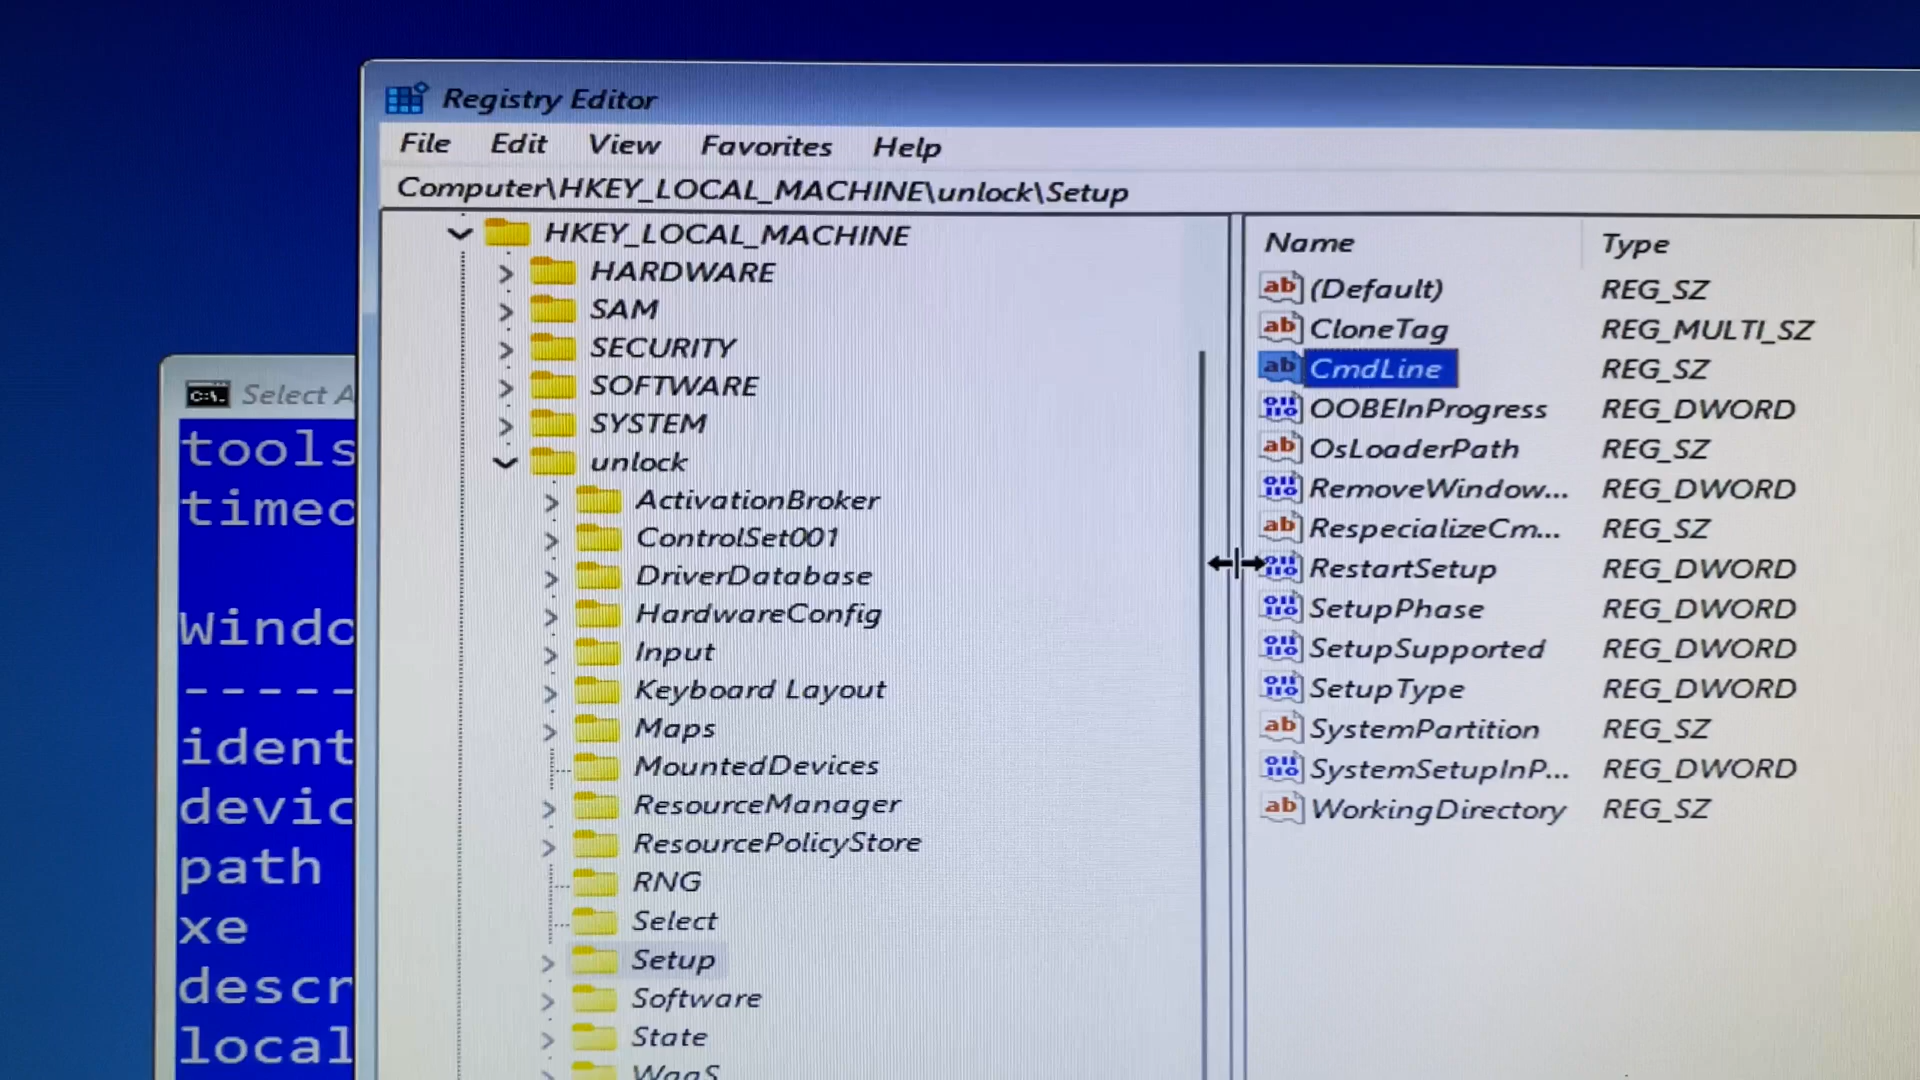 Registry Editor
File Edit View Favorites Help
Computer\HKEY_LOCAL_MACHINE\unlock\Setup
HKEY_LOCAL_MACHINE
HARDWARE
SAM
SECURITY
SOFTWARE
SYSTEM
unlock
ActivationBroker
ControlSet001
DriverDatabase
HardwareConfig
Input
Keyboard Layout
Maps
MountedDevices
ResourceManager
ResourcePolicyStore
RNG
Select
Setup
Software
State
WaaS
Name Type
(Default) REG_SZ
CloneTag REG_MULTI_SZ
CmdLine REG_SZ
OOBEInProgress REG_DWORD
OsLoaderPath REG_SZ
RemoveWindow... REG_DWORD
RespecializeCm... REG_SZ
RestartSetup REG_DWORD
SetupPhase REG_DWORD
SetupSupported REG_DWORD
SetupType REG_DWORD
SystemPartition REG_SZ
SystemSetupInP... REG_DWORD
WorkingDirectory REG_SZ
C:\.
Select A
tools
timeo
Windo
-----
ident
devic
path
xe
descr
local